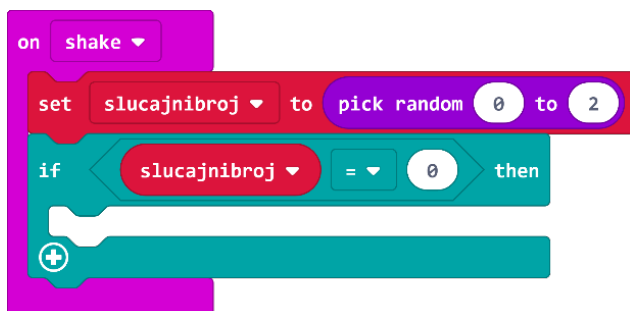 on shake
set slucajnibroj to pick random 0 to 2
if slucajnibroj = 0 then